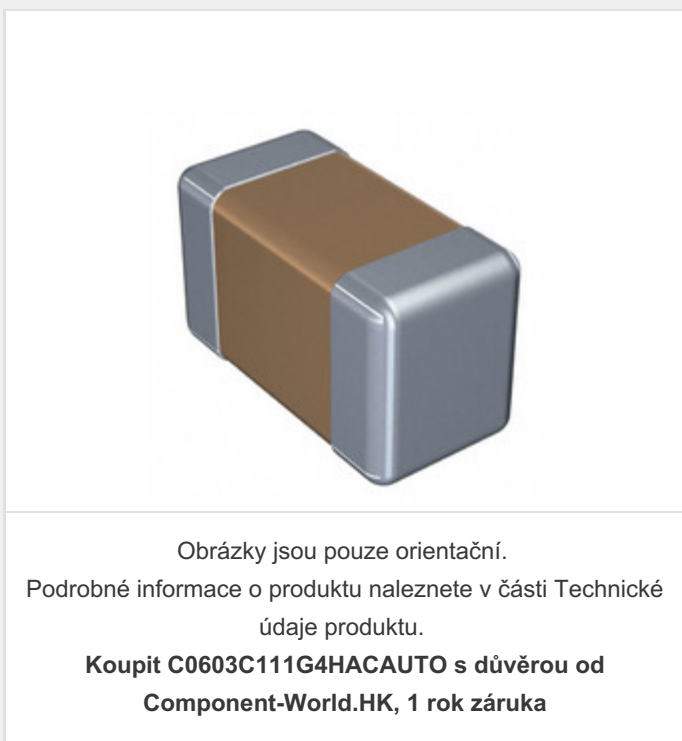 Obrázky jsou pouze orientační.
Podrobné informace o produktu naleznete v části Technické
údaje produktu.
Koupit C0603C111G4HACAUTO s důvěrou od
Component-World.HK, 1 rok záruka